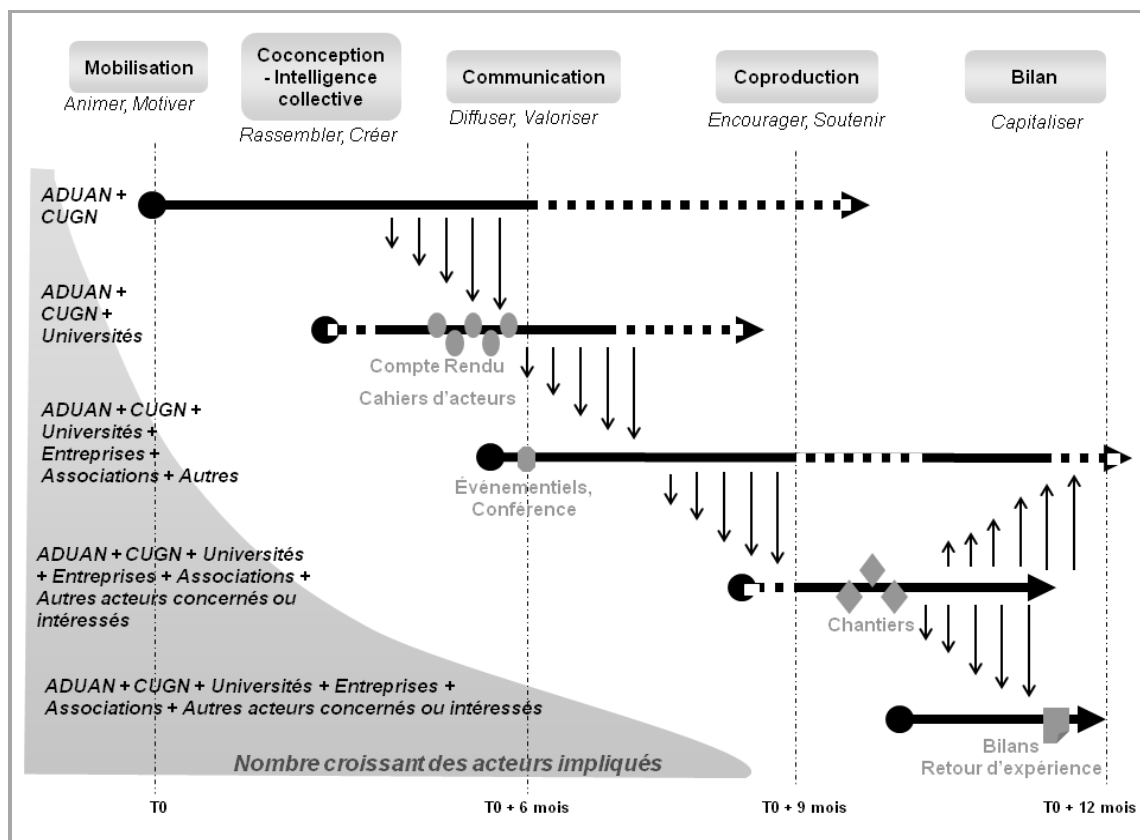 Mobilisation
Animer, Motiver
Coconception
- Intelligence
collective
Rassembler, Créer
Communication
Diffuser, Valoriser
Coproduction
Encourager, Soutenir
Bilan
Capitaliser
ADUAN +
CUGN
ADUAN +
CUGN +
Universités
Compte Rendu
Cahiers d'acteurs
ADUAN + CUGN +
Universités +
Entreprises +
Associations + Autres
Événementiels,
Conférence
ADUAN + CUGN + Universités
+ Entreprises + Associations +
Autres acteurs concernés ou
intéressés
Chantiers
ADUAN + CUGN + Universités + Entreprises +
Associations + Autres acteurs concernés ou intéressés
Bilans
Retour d'expérience
Nombre croissant des acteurs impliqués
T0
T0 + 6 mois
T0 + 9 mois
T0 + 12 mois